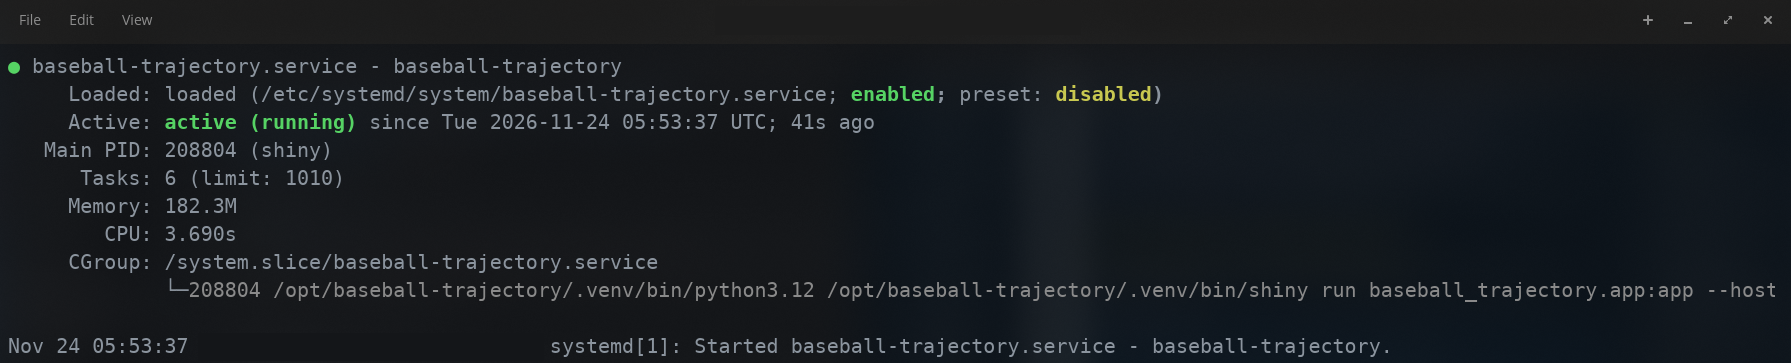 File Edit View + – ⤢ ×
● baseball-trajectory.service - baseball-trajectory
Loaded: loaded (/etc/systemd/system/baseball-trajectory.service; enabled; preset: disabled)
Active: active (running) since Tue 2026-11-24 05:53:37 UTC; 41s ago
Main PID: 208804 (shiny)
Tasks: 6 (limit: 1010)
Memory: 182.3M
CPU: 3.690s
CGroup: /system.slice/baseball-trajectory.service
└─208804 /opt/baseball-trajectory/.venv/bin/python3.12 /opt/baseball-trajectory/.venv/bin/shiny run baseball_trajectory.app:app --host
Nov 24 05:53:37 systemd[1]: Started baseball-trajectory.service - baseball-trajectory.